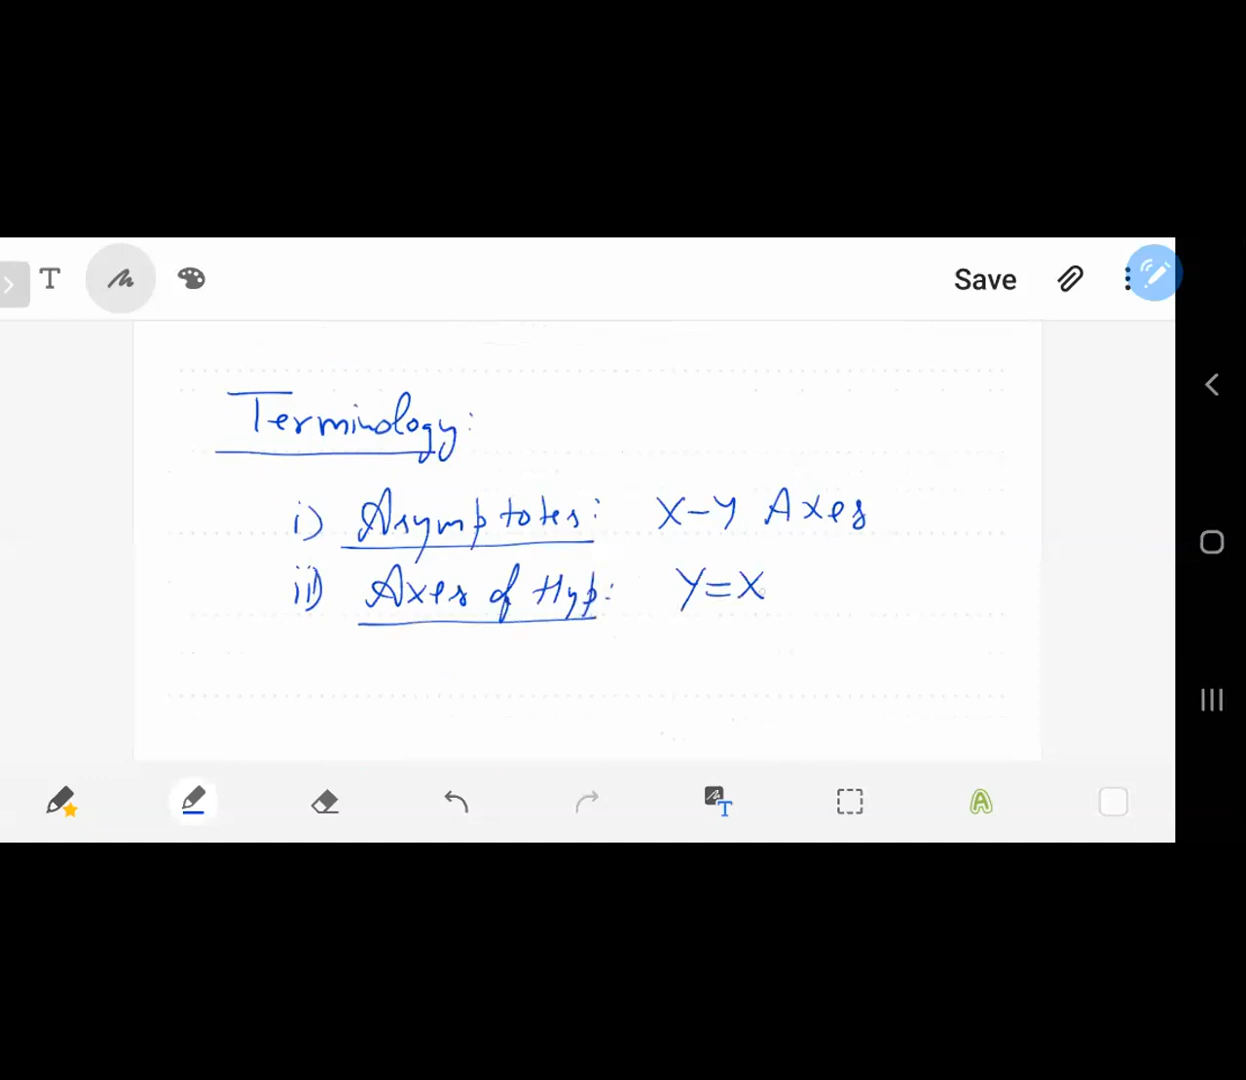 T
Save
Terminology:
i) Asymptotes: X-Y Axes
ii) Axes of Hyp: Y=X
T
A